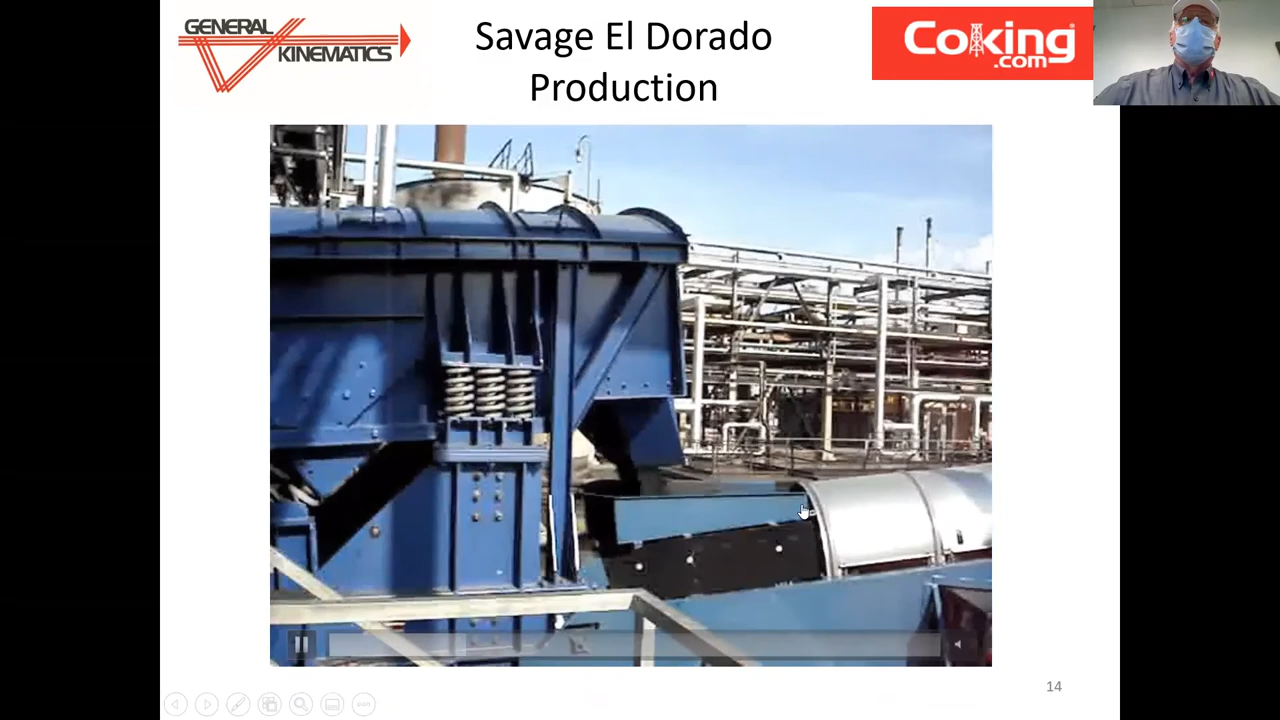 GENERAL
KINEMATICS
Savage El Dorado
Production
Coking
.com
14